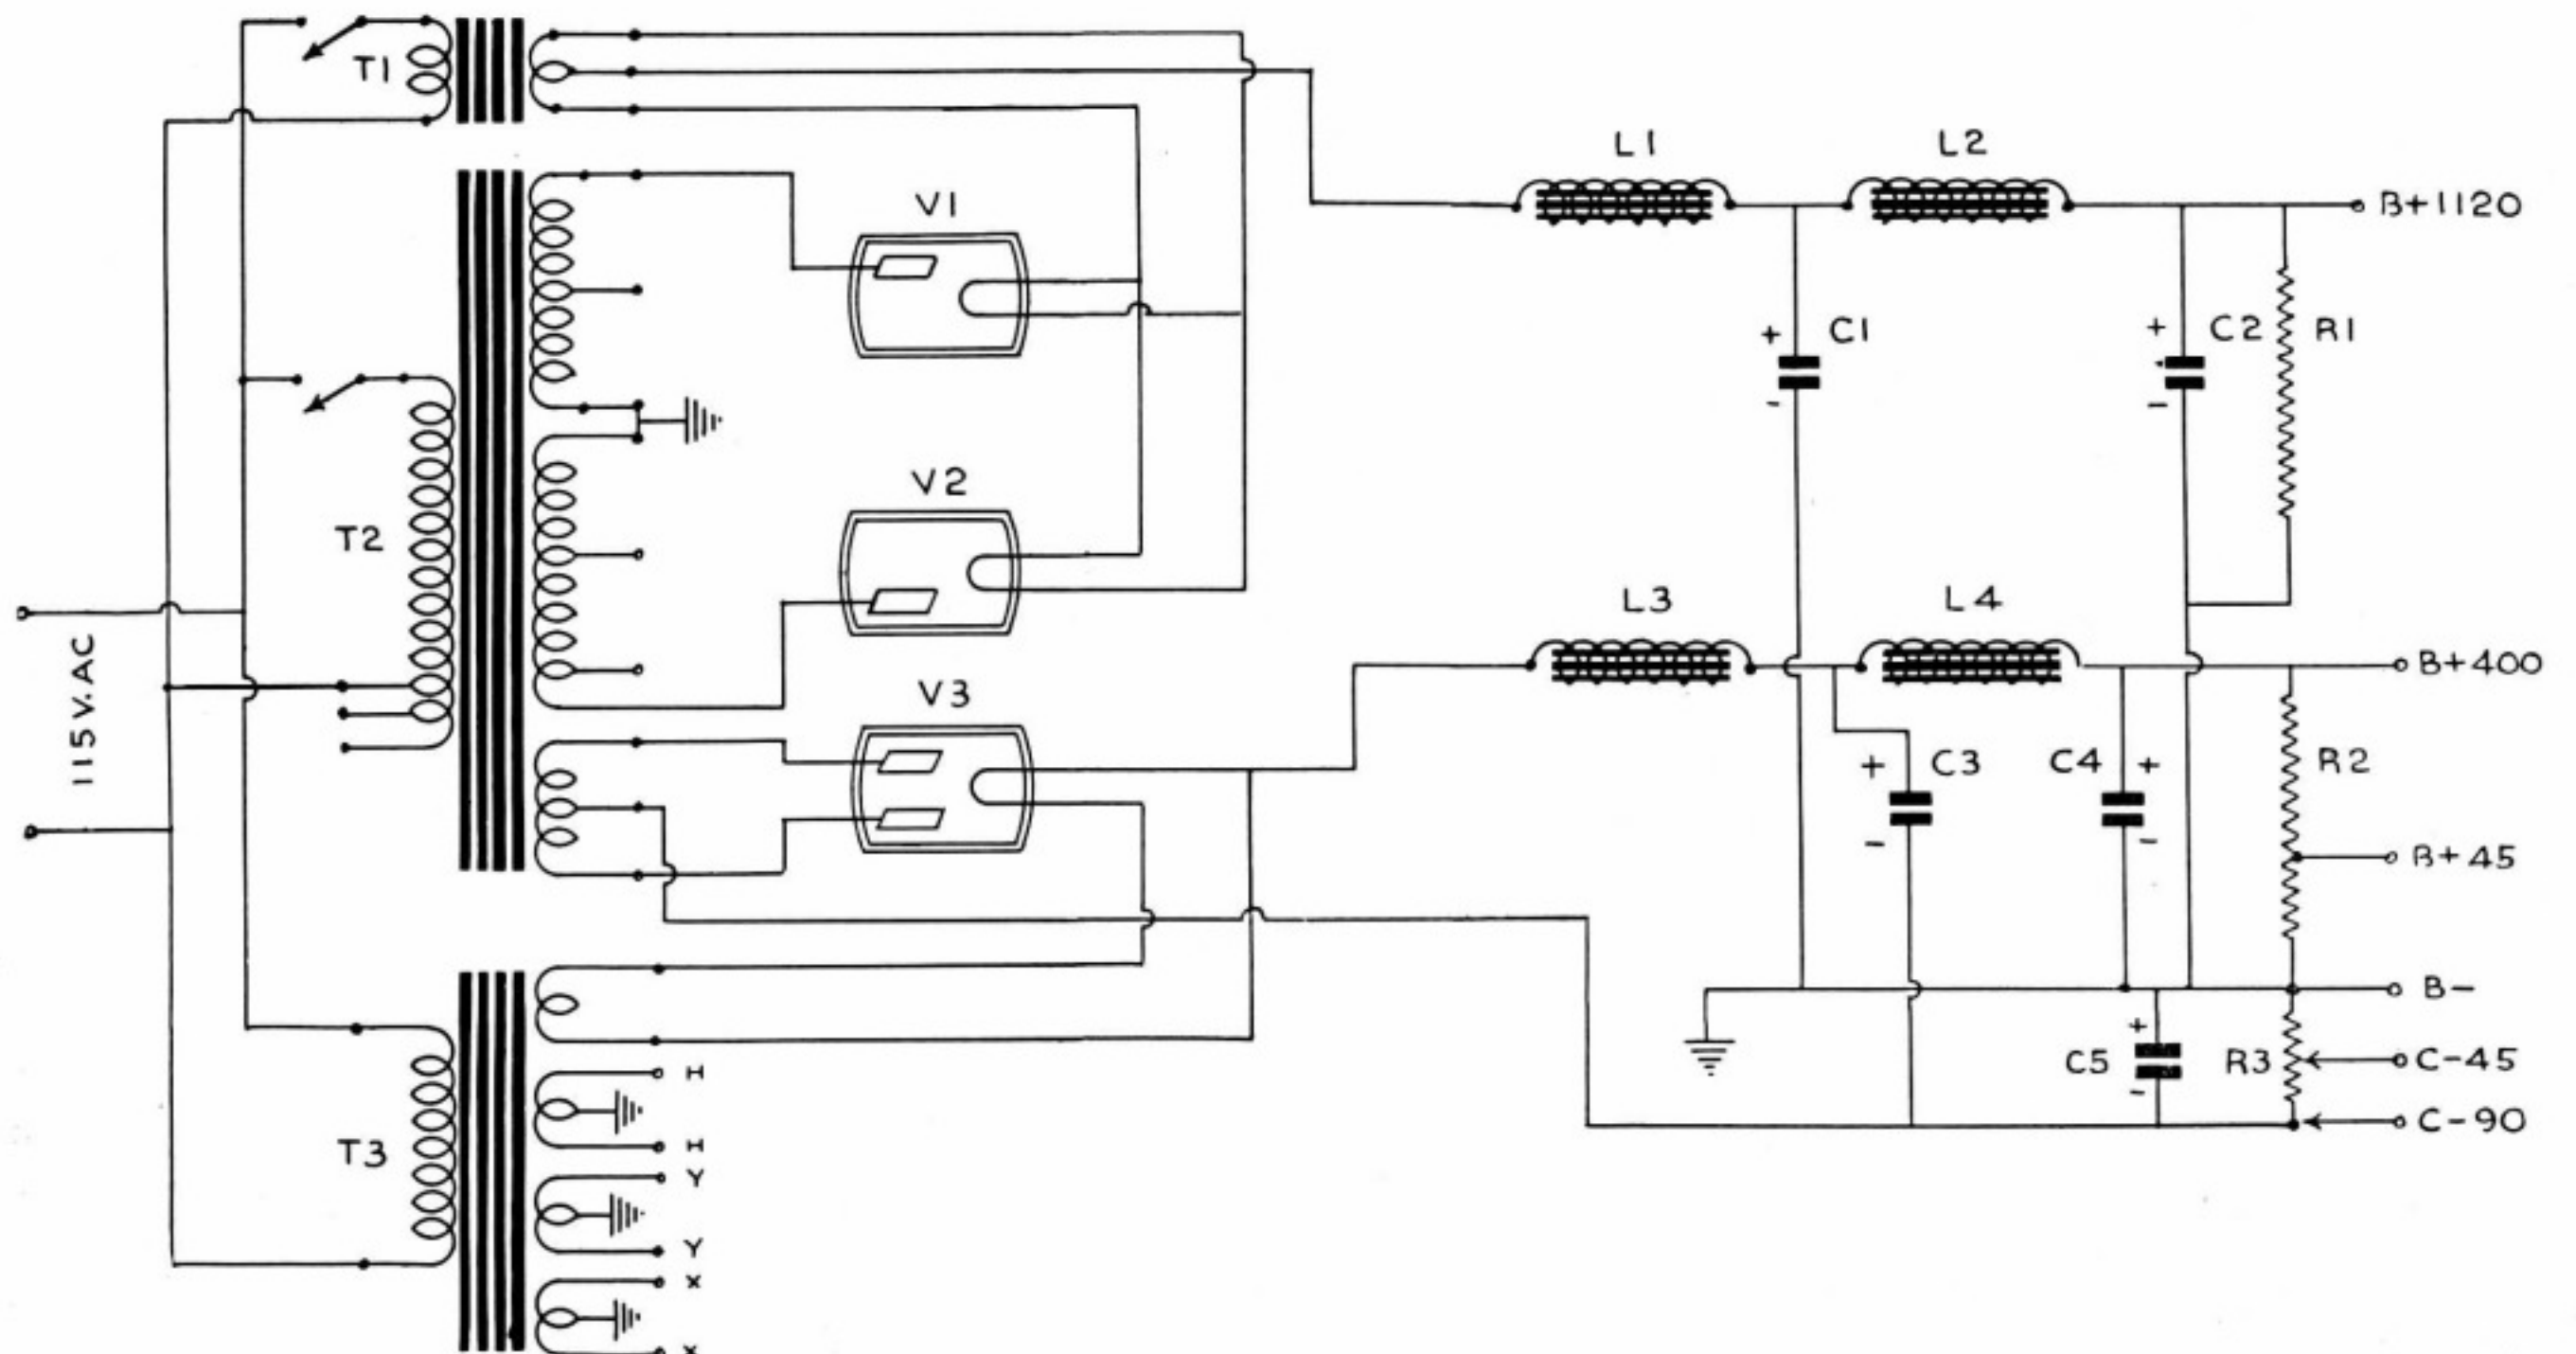 T1
L1
L2
V1
B+1120
+
C1
+
C2
R1
-
-
V2
T2
L3
L4
115 V. AC
V3
B+400
+
C3
C4
+
R2
-
-
B+45
B-
+
C5
R3
C-45
-
H
C-90
H
T3
Y
Y
X
X